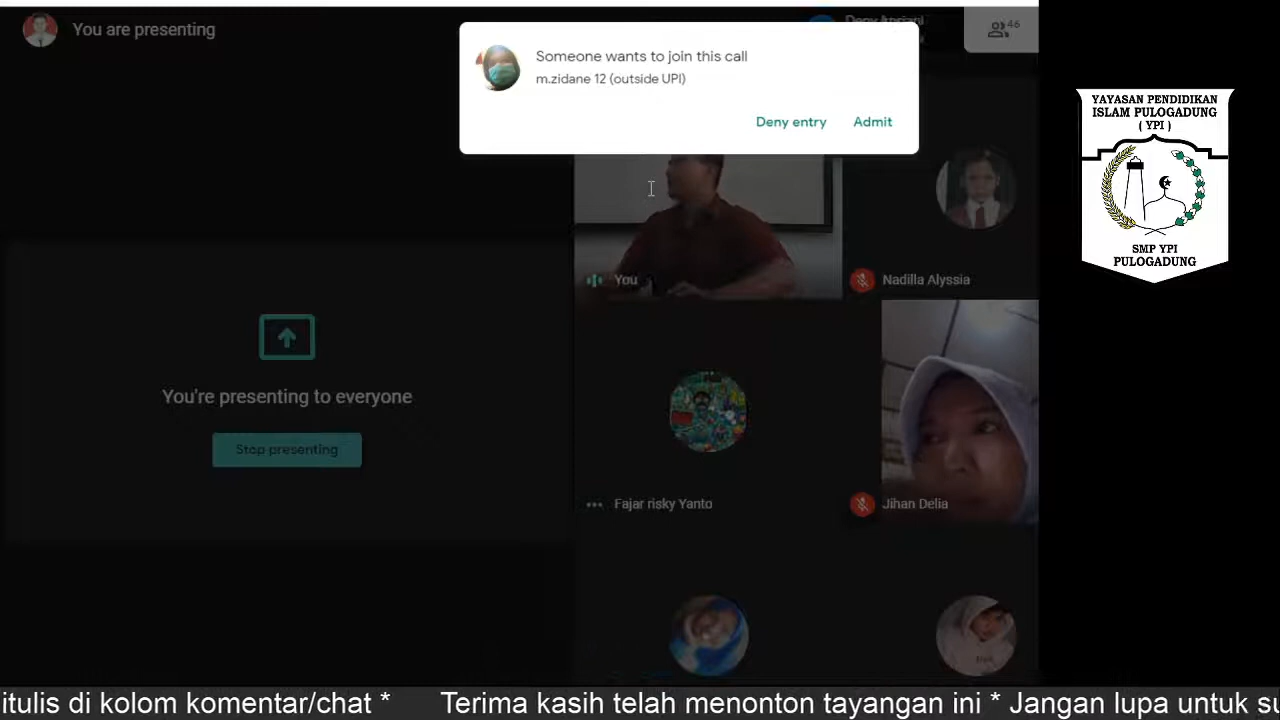 You are presenting
46
Someone wants to join this call
m.zidane 12 (outside UPI)
Deny entry
Admit
YAYASAN PENDIDIKAN
ISLAM PULOGADUNG
( YPI )
SMP YPI
PULOGADUNG
You
Nadilla Alyssia
You're presenting to everyone
Stop presenting
Fajar risky Yanto
Jihan Delia
itulis di kolom komentar/chat * Terima kasih telah menonton tayangan ini * Jangan lupa untuk su